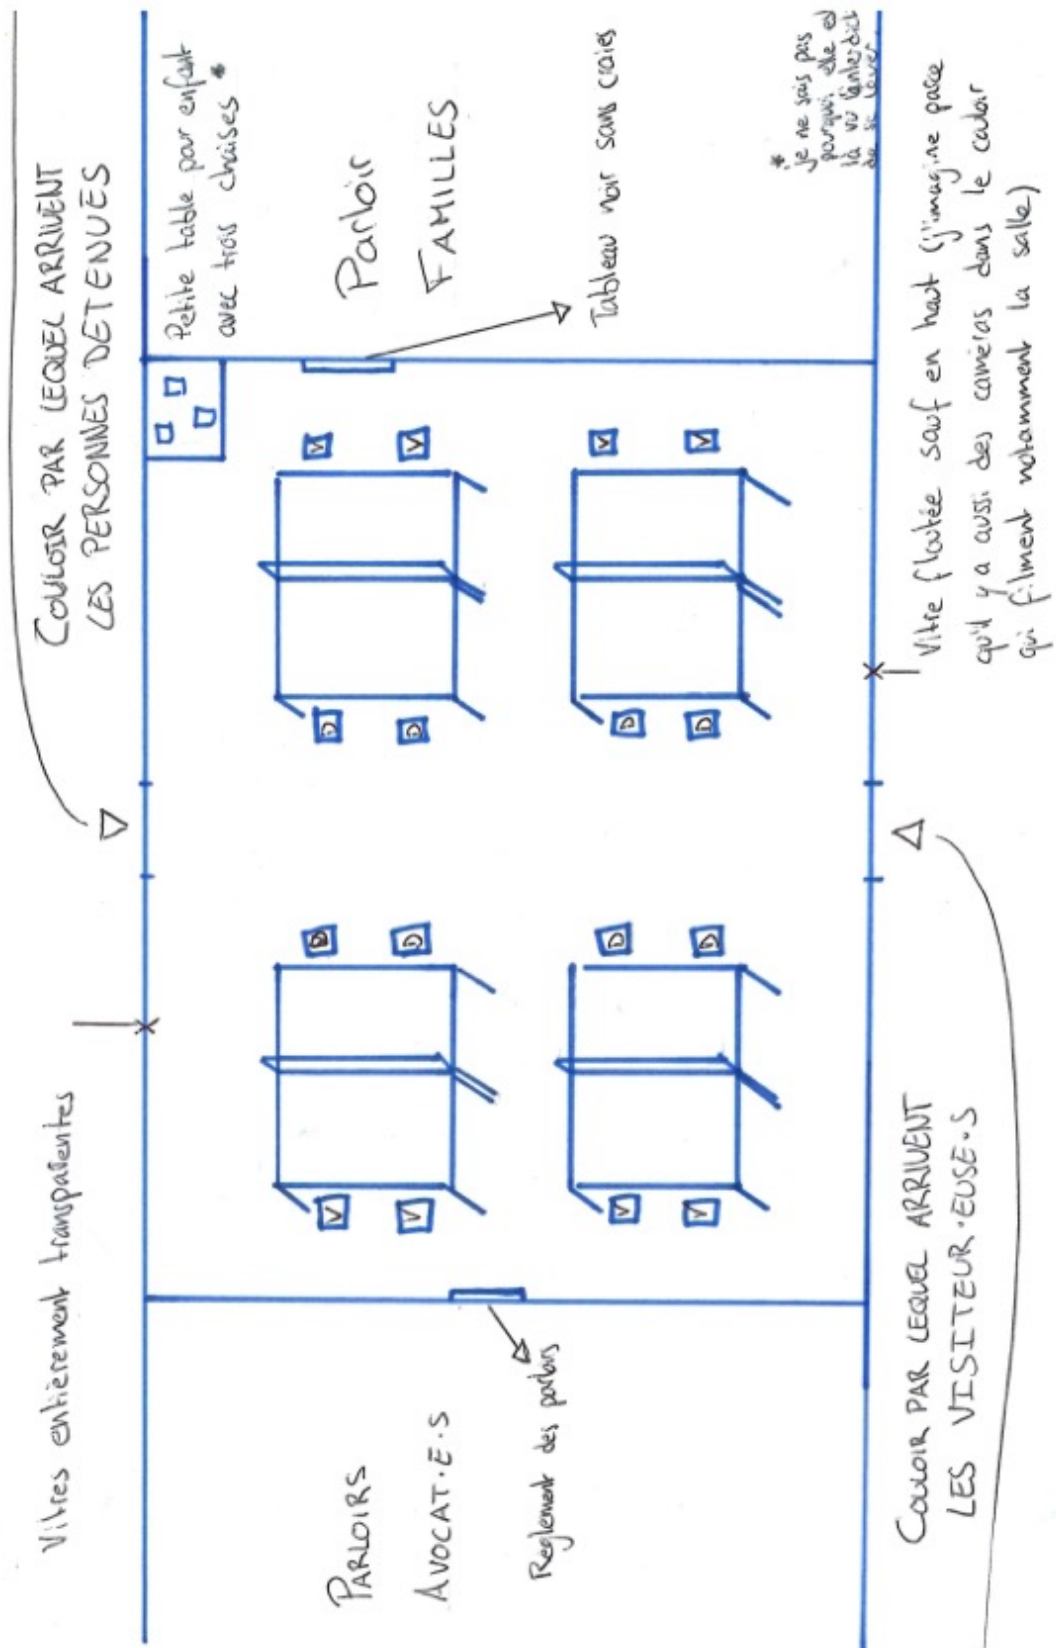 Vitres entièrement transparentes
COULOIR PAR LEQUEL ARRIVENT
LES PERSONNES DETENUES
Petite table pour enfant
avec trois chaises *
PARLOIRS
AVOCAT·E·S
Règlement des parloirs
V D D V
V D D V
V D D V
V D D V
Parloir
FAMILLES
Tableau noir sans craies
*
je ne sais pas
pourquoi elle est
là vu l'interdict
de se lever
COULOIR PAR LEQUEL ARRIVENT
LES VISITEUR·EUSE·S
Vitre floutée sauf en haut (j'imagine parce
qu'il y a aussi des caméras dans le couloir
qui filment notamment la salle)